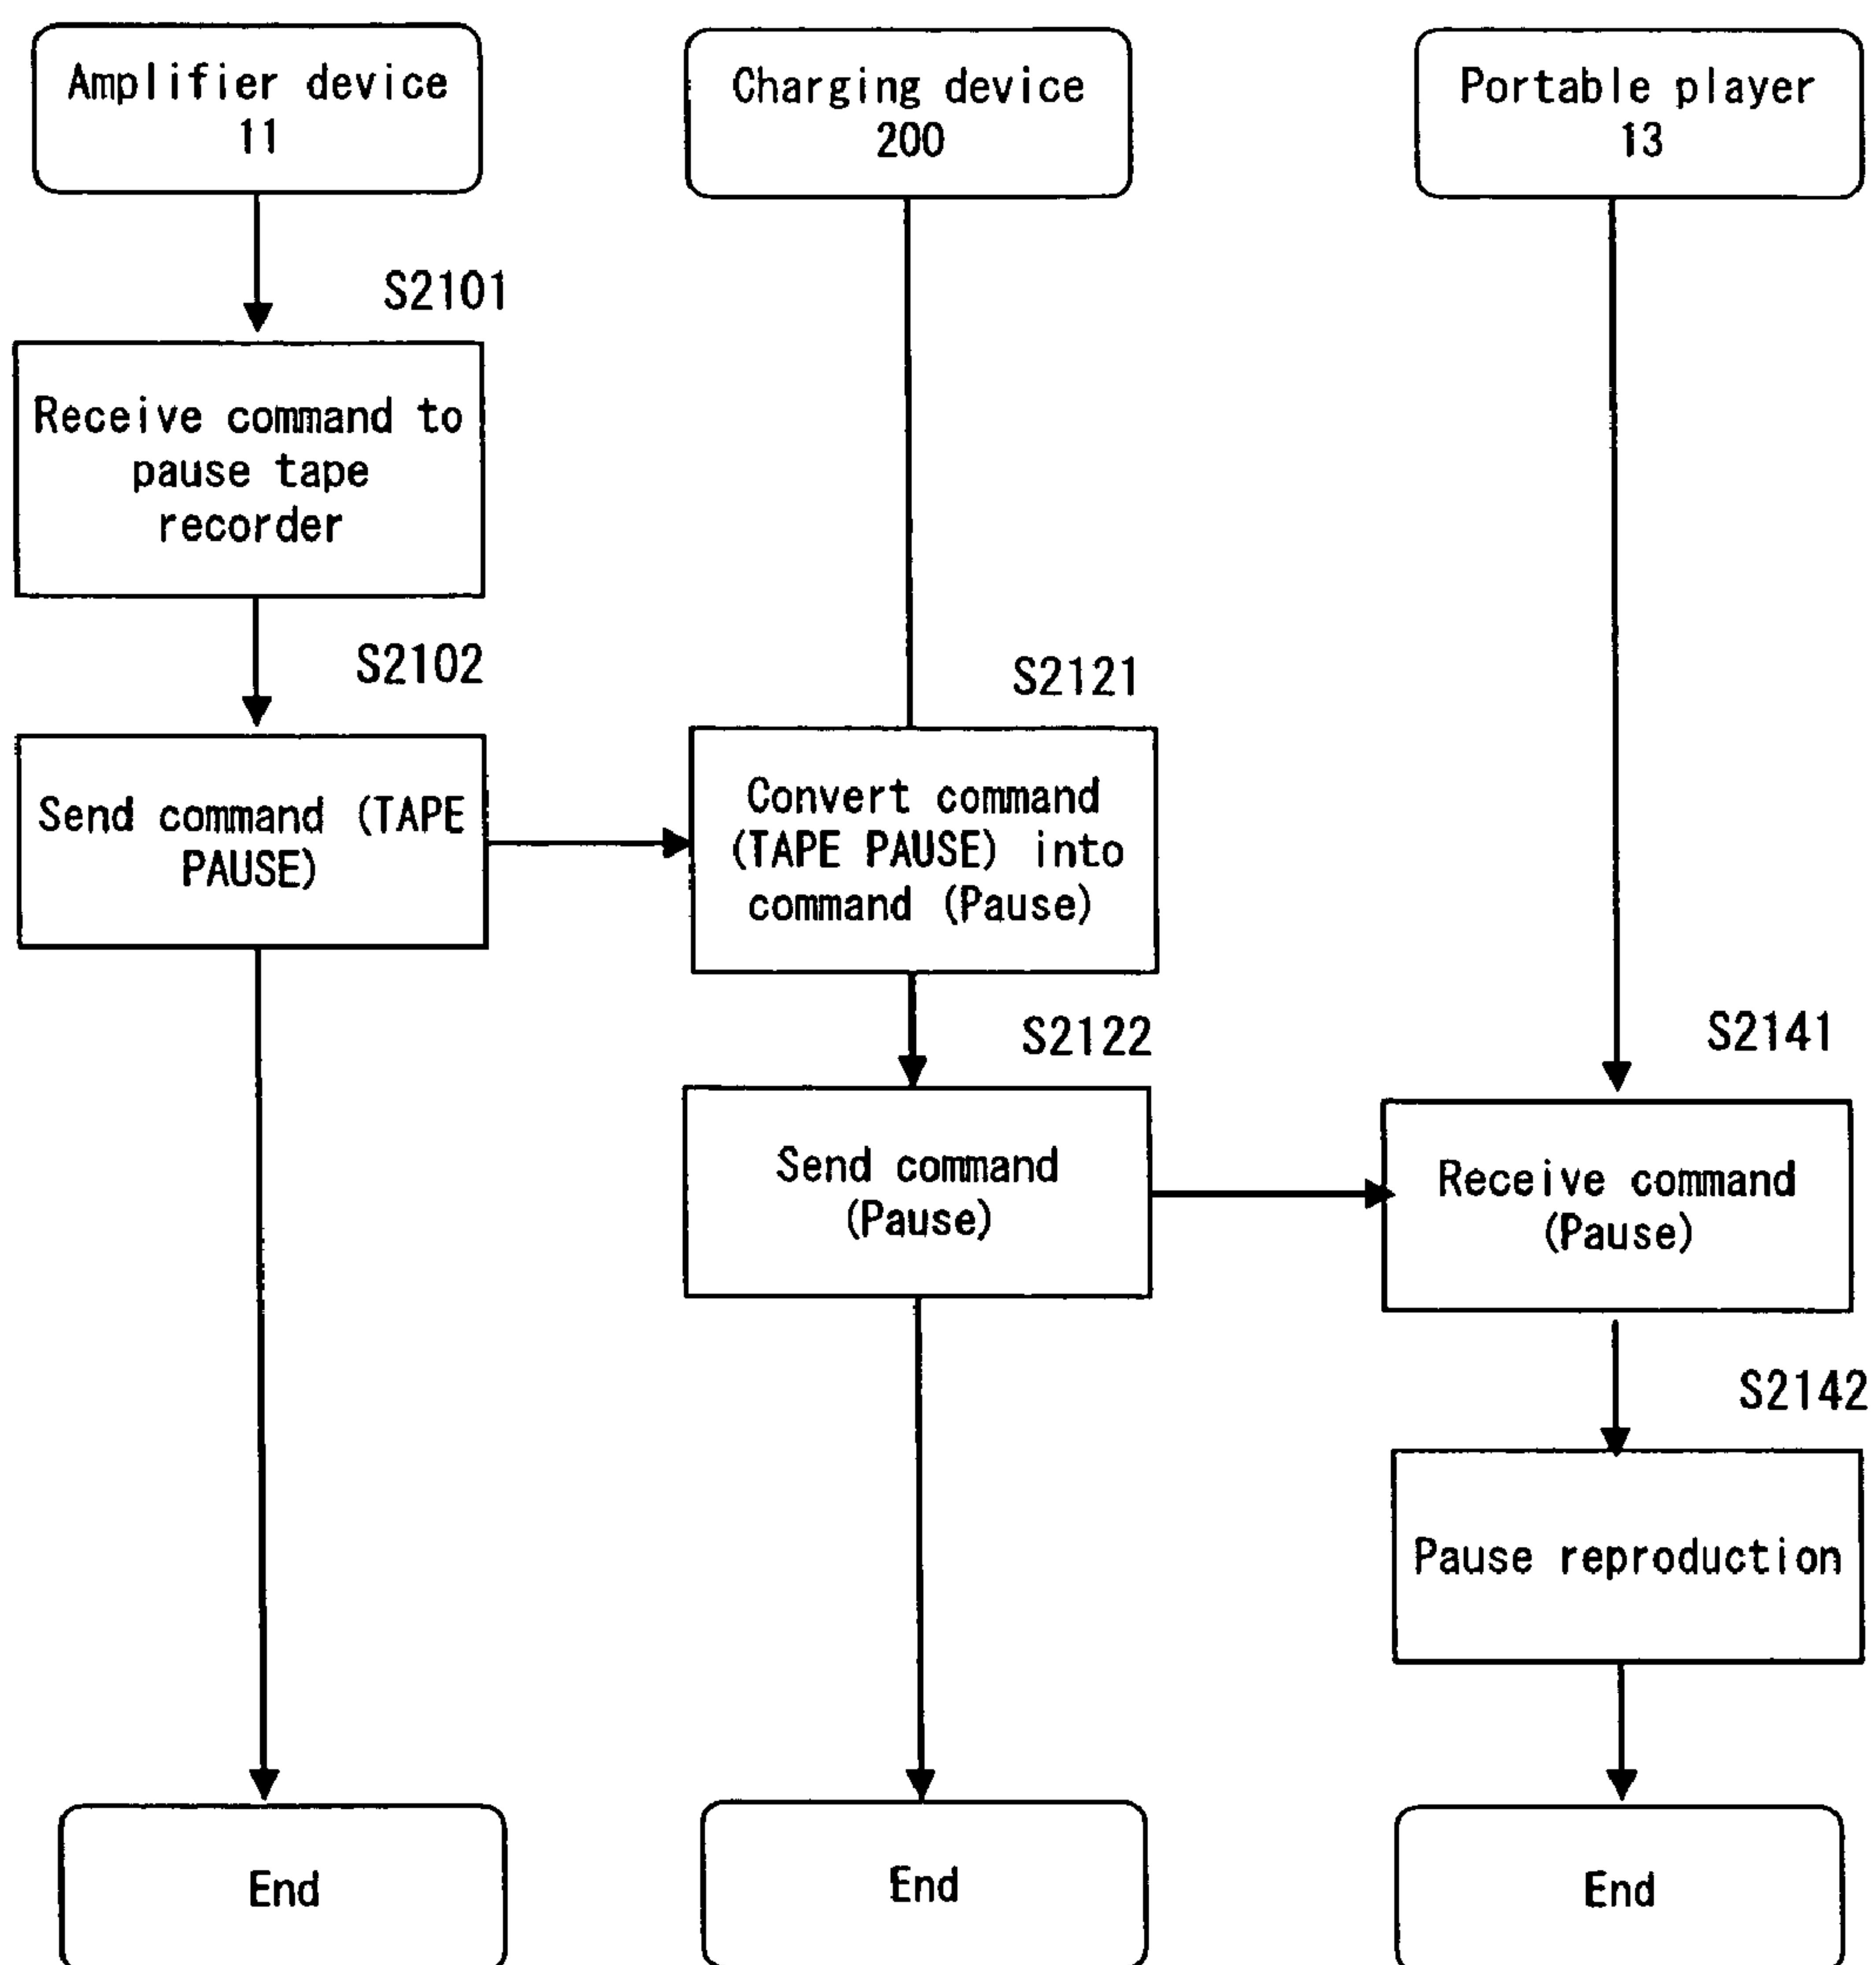 Amplifier device
11
Charging device
200
Portable player
13
S2101
Receive command to
pause tape
recorder
S2102
Send command (TAPE
PAUSE)
S2121
Convert command
(TAPE PAUSE) into
command (Pause)
S2122
Send command
(Pause)
S2141
Receive command
(Pause)
S2142
Pause reproduction
End
End
End